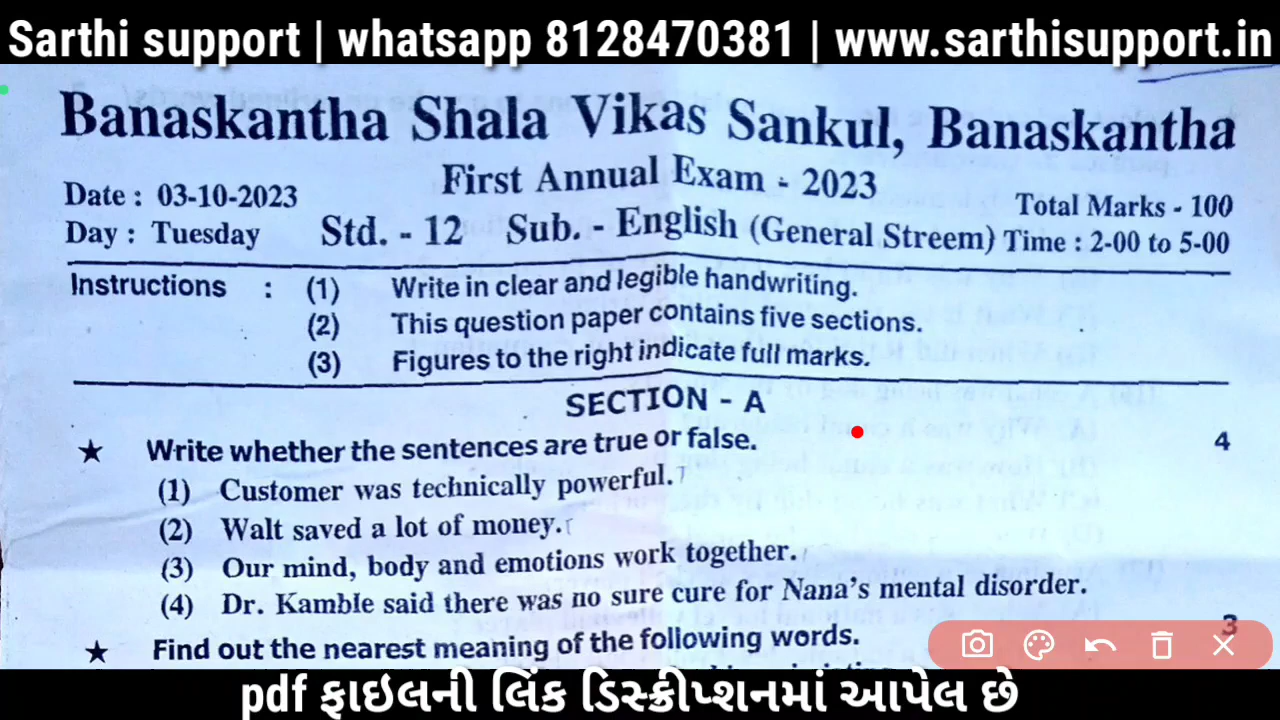 Sarthi support | whatsapp 8128470381 | www.sarthisupport.in
Banaskantha Shala Vikas Sankul, Banaskantha
First Annual Exam - 2023
Date : 03-10-2023
Total Marks - 100
Day : Tuesday
Std. - 12 Sub. - English (General Streem)
Time : 2-00 to 5-00
Instructions : (1) Write in clear and legible handwriting.
(2) This question paper contains five sections.
(3) Figures to the right indicate full marks.
SECTION - A
★ Write whether the sentences are true or false. 4
(1) Customer was technically powerful.
(2) Walt saved a lot of money.
(3) Our mind, body and emotions work together.
(4) Dr. Kamble said there was no sure cure for Nana's mental disorder.
★ Find out the nearest meaning of the following words. 3
pdf ફાઇલની લિંક ડિસ્ક્રીપ્શનમાં આપેલ છે